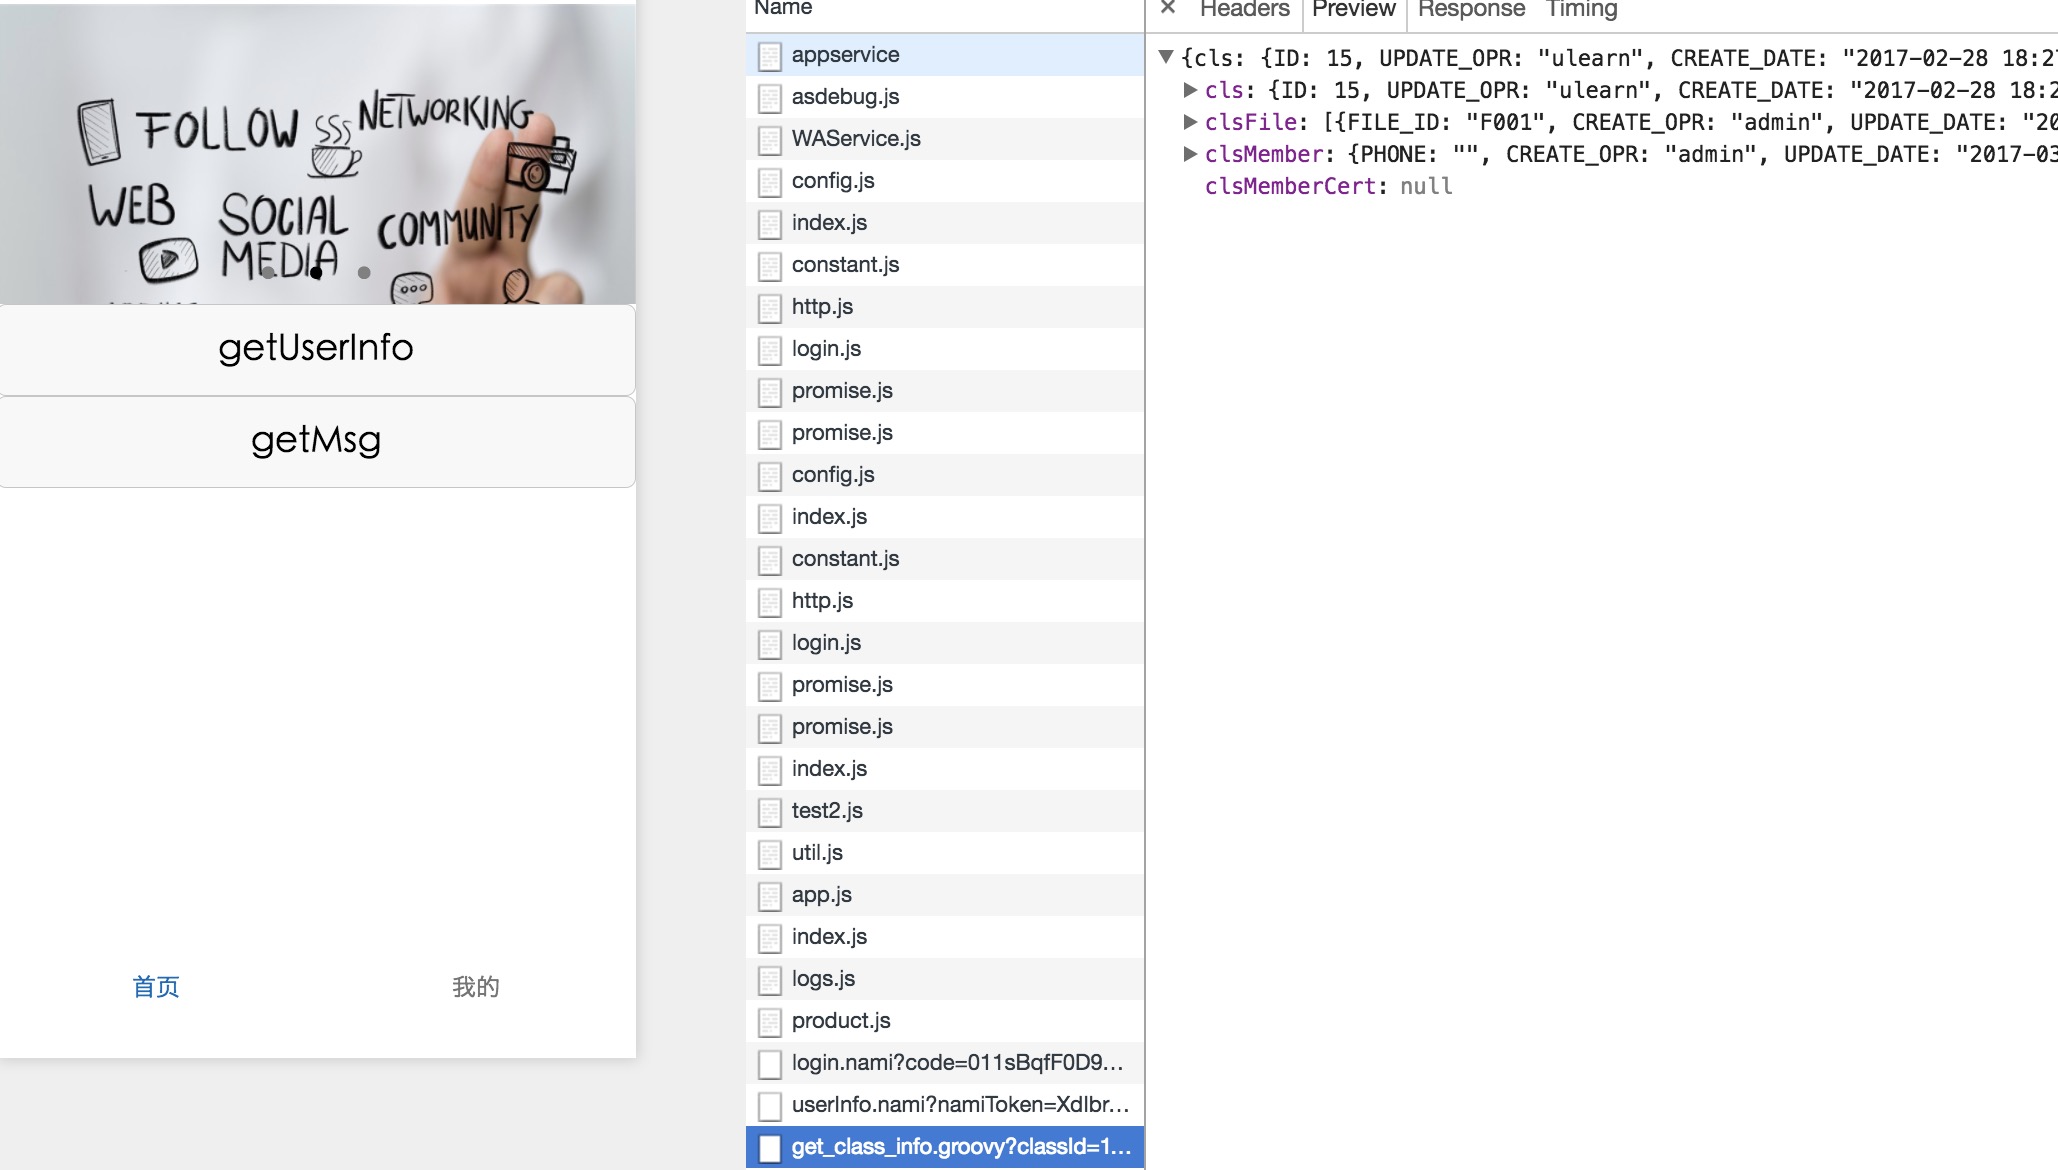 FOLLOW
NETWORKING
WEB
SOCIAL
MEDIA
COMMUNITY
getUserInfo
getMsg
首页
我的
Name
appservice
asdebug.js
WAService.js
config.js
index.js
constant.js
http.js
login.js
promise.js
promise.js
config.js
index.js
constant.js
http.js
login.js
promise.js
promise.js
index.js
test2.js
util.js
app.js
index.js
logs.js
product.js
login.nami?code=011sBqfF0D9...
userInfo.nami?namiToken=Xdlbr...
get_class_info.groovy?classId=1...
× Headers Preview Response Timing
▼{cls: {ID: 15, UPDATE_OPR: "ulearn", CREATE_DATE: "2017-02-28 18:27
▶cls: {ID: 15, UPDATE_OPR: "ulearn", CREATE_DATE: "2017-02-28 18:2
▶clsFile: [{FILE_ID: "F001", CREATE_OPR: "admin", UPDATE_DATE: "20
▶clsMember: {PHONE: "", CREATE_OPR: "admin", UPDATE_DATE: "2017-03
clsMemberCert: null